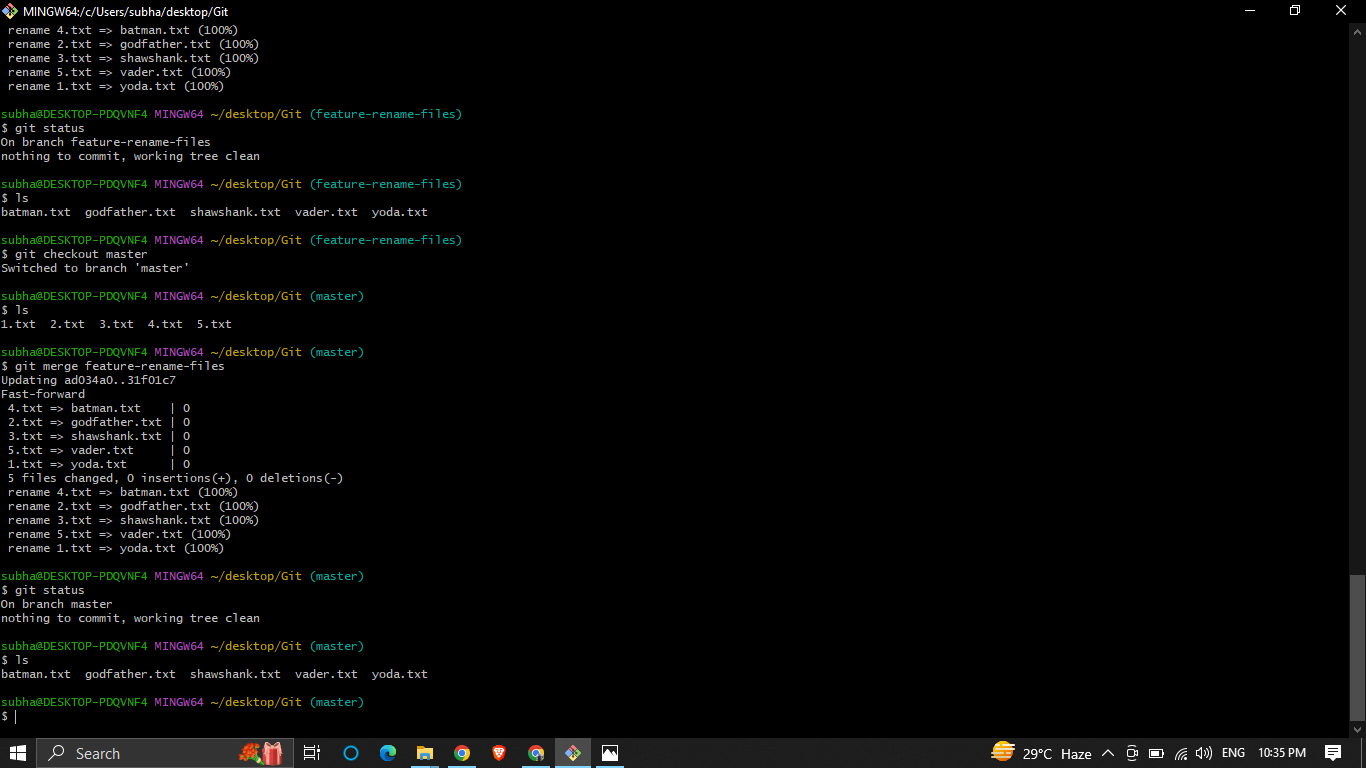 MINGW64:/c/Users/subha/desktop/Git
rename 4.txt => batman.txt (100%)
rename 2.txt => godfather.txt (100%)
rename 3.txt => shawshank.txt (100%)
rename 5.txt => vader.txt (100%)
rename 1.txt => yoda.txt (100%)
subha@DESKTOP-PDQVNF4 MINGW64 ~/desktop/Git (feature-rename-files)
$ git status
On branch feature-rename-files
nothing to commit, working tree clean
subha@DESKTOP-PDQVNF4 MINGW64 ~/desktop/Git (feature-rename-files)
$ ls
batman.txt  godfather.txt  shawshank.txt  vader.txt  yoda.txt
subha@DESKTOP-PDQVNF4 MINGW64 ~/desktop/Git (feature-rename-files)
$ git checkout master
Switched to branch 'master'
subha@DESKTOP-PDQVNF4 MINGW64 ~/desktop/Git (master)
$ ls
1.txt  2.txt  3.txt  4.txt  5.txt
subha@DESKTOP-PDQVNF4 MINGW64 ~/desktop/Git (master)
$ git merge feature-rename-files
Updating ad034a0..31f01c7
Fast-forward
4.txt => batman.txt    | 0
2.txt => godfather.txt | 0
3.txt => shawshank.txt | 0
5.txt => vader.txt     | 0
1.txt => yoda.txt      | 0
5 files changed, 0 insertions(+), 0 deletions(-)
rename 4.txt => batman.txt (100%)
rename 2.txt => godfather.txt (100%)
rename 3.txt => shawshank.txt (100%)
rename 5.txt => vader.txt (100%)
rename 1.txt => yoda.txt (100%)
subha@DESKTOP-PDQVNF4 MINGW64 ~/desktop/Git (master)
$ git status
On branch master
nothing to commit, working tree clean
subha@DESKTOP-PDQVNF4 MINGW64 ~/desktop/Git (master)
$ ls
batman.txt  godfather.txt  shawshank.txt  vader.txt  yoda.txt
subha@DESKTOP-PDQVNF4 MINGW64 ~/desktop/Git (master)
$
Search
29°C Haze
ENG
10:35 PM